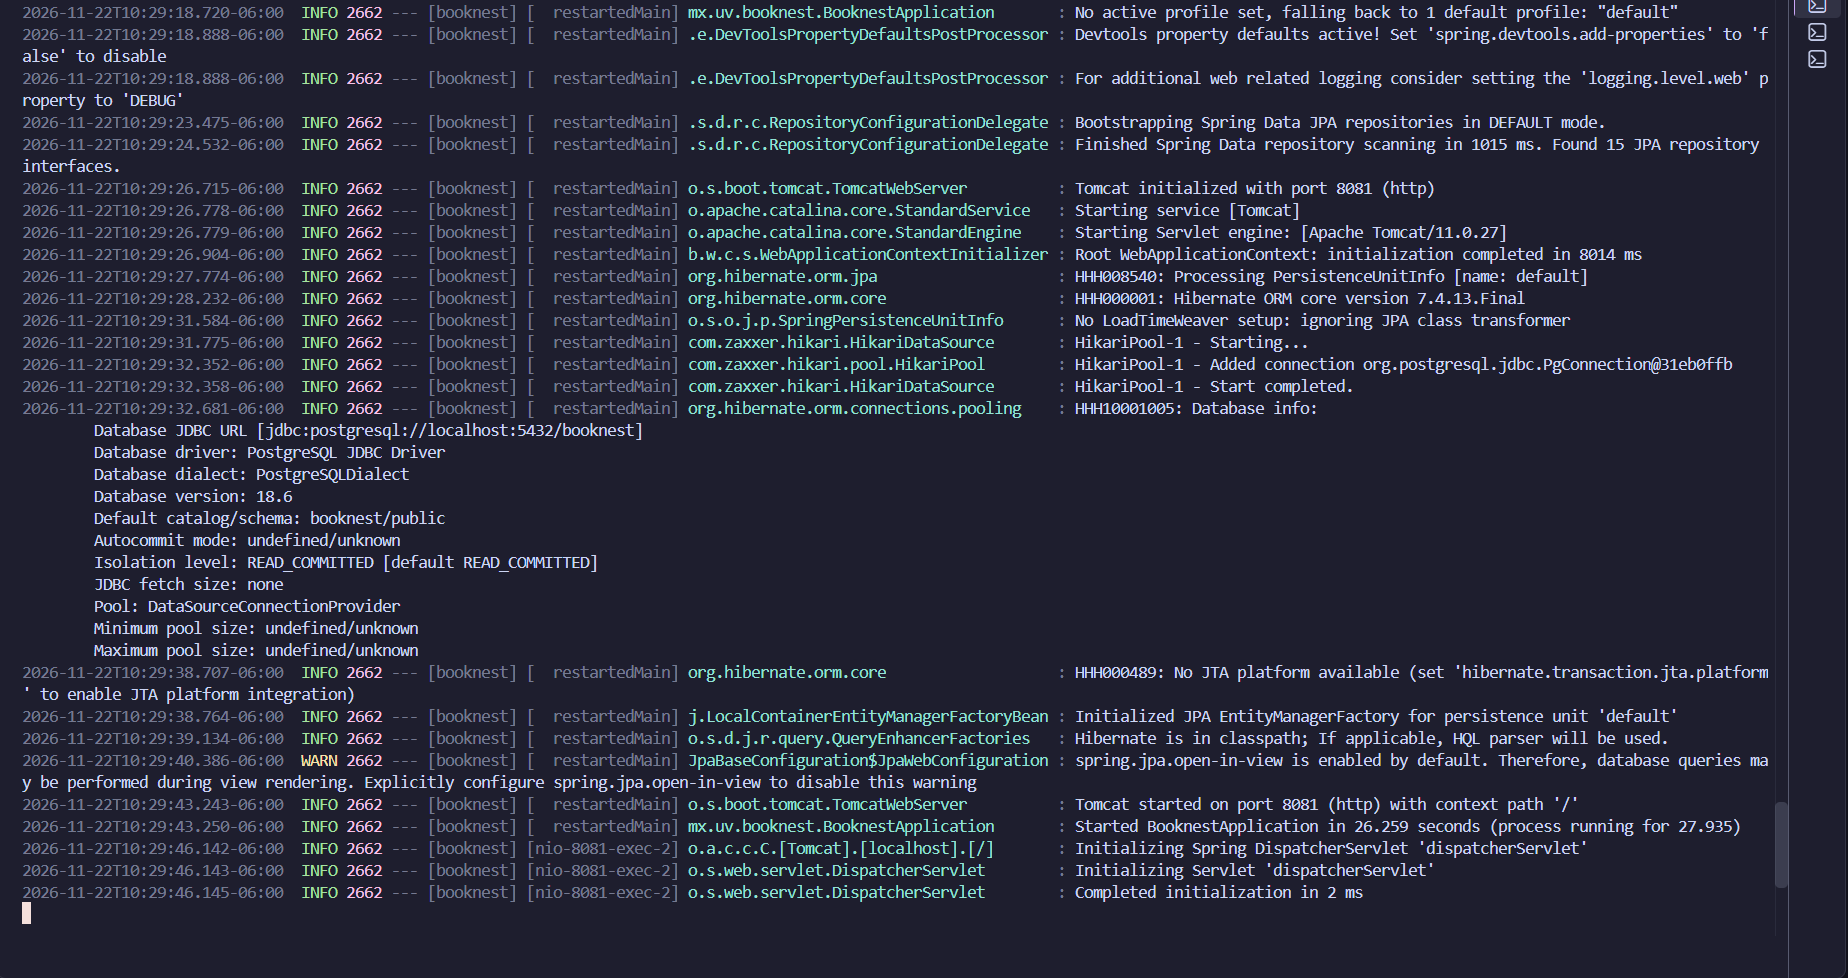 2026-11-22T10:29:18.720-06:00  INFO 2662 --- [booknest] [  restartedMain] mx.uv.booknest.BooknestApplication       : No active profile set, falling back to 1 default profile: "default"
2026-11-22T10:29:18.888-06:00  INFO 2662 --- [booknest] [  restartedMain] .e.DevToolsPropertyDefaultsPostProcessor : Devtools property defaults active! Set 'spring.devtools.add-properties' to 'f
alse' to disable
2026-11-22T10:29:18.888-06:00  INFO 2662 --- [booknest] [  restartedMain] .e.DevToolsPropertyDefaultsPostProcessor : For additional web related logging consider setting the 'logging.level.web' p
roperty to 'DEBUG'
2026-11-22T10:29:23.475-06:00  INFO 2662 --- [booknest] [  restartedMain] .s.d.r.c.RepositoryConfigurationDelegate : Bootstrapping Spring Data JPA repositories in DEFAULT mode.
2026-11-22T10:29:24.532-06:00  INFO 2662 --- [booknest] [  restartedMain] .s.d.r.c.RepositoryConfigurationDelegate : Finished Spring Data repository scanning in 1015 ms. Found 15 JPA repository
interfaces.
2026-11-22T10:29:26.715-06:00  INFO 2662 --- [booknest] [  restartedMain] o.s.boot.tomcat.TomcatWebServer          : Tomcat initialized with port 8081 (http)
2026-11-22T10:29:26.778-06:00  INFO 2662 --- [booknest] [  restartedMain] o.apache.catalina.core.StandardService   : Starting service [Tomcat]
2026-11-22T10:29:26.779-06:00  INFO 2662 --- [booknest] [  restartedMain] o.apache.catalina.core.StandardEngine    : Starting Servlet engine: [Apache Tomcat/11.0.27]
2026-11-22T10:29:26.904-06:00  INFO 2662 --- [booknest] [  restartedMain] b.w.c.s.WebApplicationContextInitializer : Root WebApplicationContext: initialization completed in 8014 ms
2026-11-22T10:29:27.774-06:00  INFO 2662 --- [booknest] [  restartedMain] org.hibernate.orm.jpa                    : HHH008540: Processing PersistenceUnitInfo [name: default]
2026-11-22T10:29:28.232-06:00  INFO 2662 --- [booknest] [  restartedMain] org.hibernate.orm.core                   : HHH000001: Hibernate ORM core version 7.4.13.Final
2026-11-22T10:29:31.584-06:00  INFO 2662 --- [booknest] [  restartedMain] o.s.o.j.p.SpringPersistenceUnitInfo      : No LoadTimeWeaver setup: ignoring JPA class transformer
2026-11-22T10:29:31.775-06:00  INFO 2662 --- [booknest] [  restartedMain] com.zaxxer.hikari.HikariDataSource       : HikariPool-1 - Starting...
2026-11-22T10:29:32.352-06:00  INFO 2662 --- [booknest] [  restartedMain] com.zaxxer.hikari.pool.HikariPool        : HikariPool-1 - Added connection org.postgresql.jdbc.PgConnection@31eb0ffb
2026-11-22T10:29:32.358-06:00  INFO 2662 --- [booknest] [  restartedMain] com.zaxxer.hikari.HikariDataSource       : HikariPool-1 - Start completed.
2026-11-22T10:29:32.681-06:00  INFO 2662 --- [booknest] [  restartedMain] org.hibernate.orm.connections.pooling    : HHH10001005: Database info:
        Database JDBC URL [jdbc:postgresql://localhost:5432/booknest]
        Database driver: PostgreSQL JDBC Driver
        Database dialect: PostgreSQLDialect
        Database version: 18.6
        Default catalog/schema: booknest/public
        Autocommit mode: undefined/unknown
        Isolation level: READ_COMMITTED [default READ_COMMITTED]
        JDBC fetch size: none
        Pool: DataSourceConnectionProvider
        Minimum pool size: undefined/unknown
        Maximum pool size: undefined/unknown
2026-11-22T10:29:38.707-06:00  INFO 2662 --- [booknest] [  restartedMain] org.hibernate.orm.core                   : HHH000489: No JTA platform available (set 'hibernate.transaction.jta.platform
' to enable JTA platform integration)
2026-11-22T10:29:38.764-06:00  INFO 2662 --- [booknest] [  restartedMain] j.LocalContainerEntityManagerFactoryBean : Initialized JPA EntityManagerFactory for persistence unit 'default'
2026-11-22T10:29:39.134-06:00  INFO 2662 --- [booknest] [  restartedMain] o.s.d.j.r.query.QueryEnhancerFactories   : Hibernate is in classpath; If applicable, HQL parser will be used.
2026-11-22T10:29:40.386-06:00  WARN 2662 --- [booknest] [  restartedMain] JpaBaseConfiguration$JpaWebConfiguration : spring.jpa.open-in-view is enabled by default. Therefore, database queries ma
y be performed during view rendering. Explicitly configure spring.jpa.open-in-view to disable this warning
2026-11-22T10:29:43.243-06:00  INFO 2662 --- [booknest] [  restartedMain] o.s.boot.tomcat.TomcatWebServer          : Tomcat started on port 8081 (http) with context path '/'
2026-11-22T10:29:43.250-06:00  INFO 2662 --- [booknest] [  restartedMain] mx.uv.booknest.BooknestApplication       : Started BooknestApplication in 26.259 seconds (process running for 27.935)
2026-11-22T10:29:46.142-06:00  INFO 2662 --- [booknest] [nio-8081-exec-2] o.a.c.c.C.[Tomcat].[localhost].[/]       : Initializing Spring DispatcherServlet 'dispatcherServlet'
2026-11-22T10:29:46.143-06:00  INFO 2662 --- [booknest] [nio-8081-exec-2] o.s.web.servlet.DispatcherServlet        : Initializing Servlet 'dispatcherServlet'
2026-11-22T10:29:46.145-06:00  INFO 2662 --- [booknest] [nio-8081-exec-2] o.s.web.servlet.DispatcherServlet        : Completed initialization in 2 ms